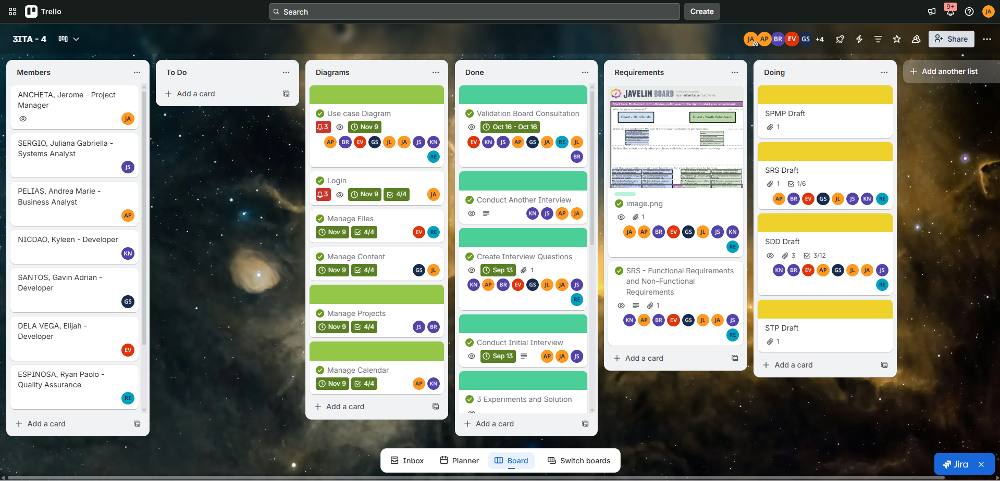 Trello
Search
Create
9+
JA
3ITA - 4
JA AP BR EV GS +4
Share
Members
ANCHETA, Jerome - Project
Manager
JA
SERGIO, Juliana Gabriella -
Systems Analyst
JS
PELIAS, Andrea Marie -
Business Analyst
AP
NICDAO, Kyleen - Developer
KN
SANTOS, Gavin Adrian -
Developer
GS
DELA VEGA, Elijah -
Developer
EV
ESPINOSA, Ryan Paolo -
Quality Assurance
RE
Add a card
To Do
Add a card
Diagrams
Use case Diagram
3 Nov 9
AP BR EV GS JL JA JS KN
RE
Login
3 Nov 9 4/4 JA
Manage Files
Nov 9 4/4 EV RE
Manage Content
Nov 9 4/4 GS JL
Manage Projects
Nov 9 4/4 JS BR
Manage Calendar
Nov 9 4/4 AP KN
Add a card
Done
Validation Board Consultation
Oct 16 - Oct 16
EV KN JS AP GS JA RE JL
BR
Conduct Another Interview
KN JS AP JA
Create Interview Questions
Sep 13 1
KN AP BR EV GS JL JA JS
RE
Conduct Initial Interview
Sep 13 AP JA JS
3 Experiments and Solution
Add a card
Requirements
JAVELIN BOARD
leanstartupmachine
Start here. Brainstorm with stickies, pull it over to the right to start your experiment.
Who is your customer?
Client - SK officials
Guest - Youth Volunteers
What is the problem? Phrase it from your customer's perspective.
Define the solution only after you have validated a problem worth solving.
List the assumptions that must hold true, for your hypothesis to be true.
image.png
1
JA AP BR EV GS JL JS KN
RE
SRS - Functional Requirements
and Non-Functional
Requirements
1
KN AP BR EV GS JL JA JS
RE
Add a card
Doing
SPMP Draft
1
SRS Draft
1 1/6
AP BR EV GS JL JS KN RE
SDD Draft
3 3/12
KN BR EV AP GS JL JA JS
RE
STP Draft
1
Add a card
Add another list
Inbox
Planner
Board
Switch boards
Jira